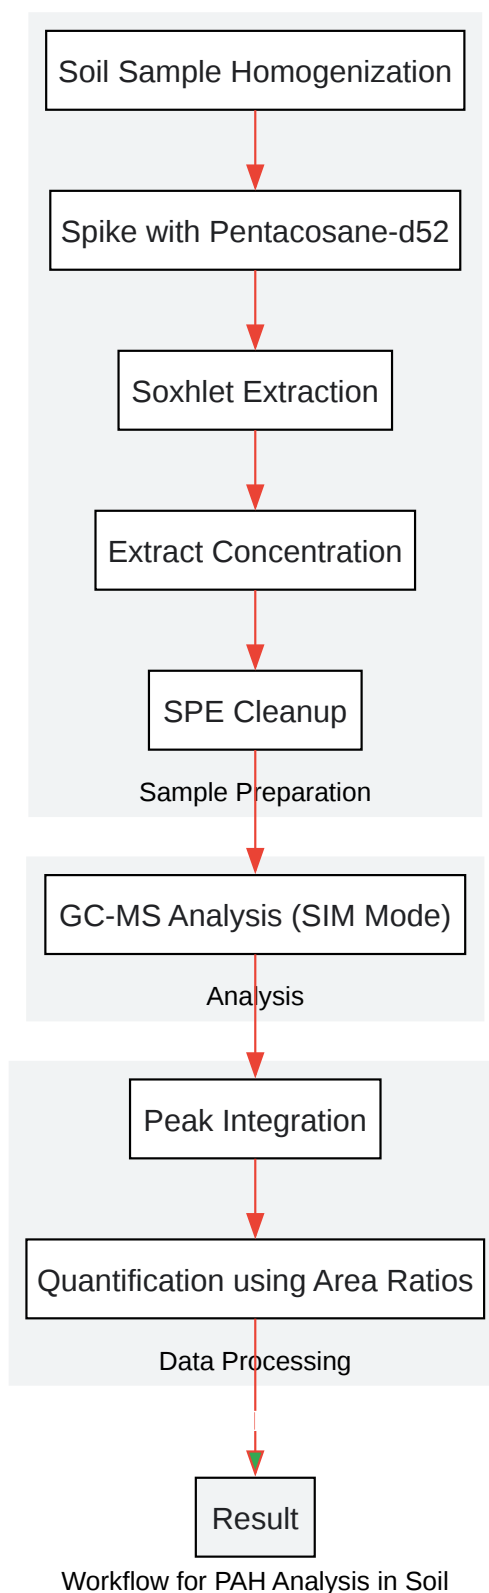 Soil Sample Homogenization
Spike with Pentacosane-d52
Soxhlet Extraction
Extract Concentration
SPE Cleanup
Sample Preparation
GC-MS Analysis (SIM Mode)
Analysis
Peak Integration
Quantification using Area Ratios
Data Processing
Result
Workflow for PAH Analysis in Soil